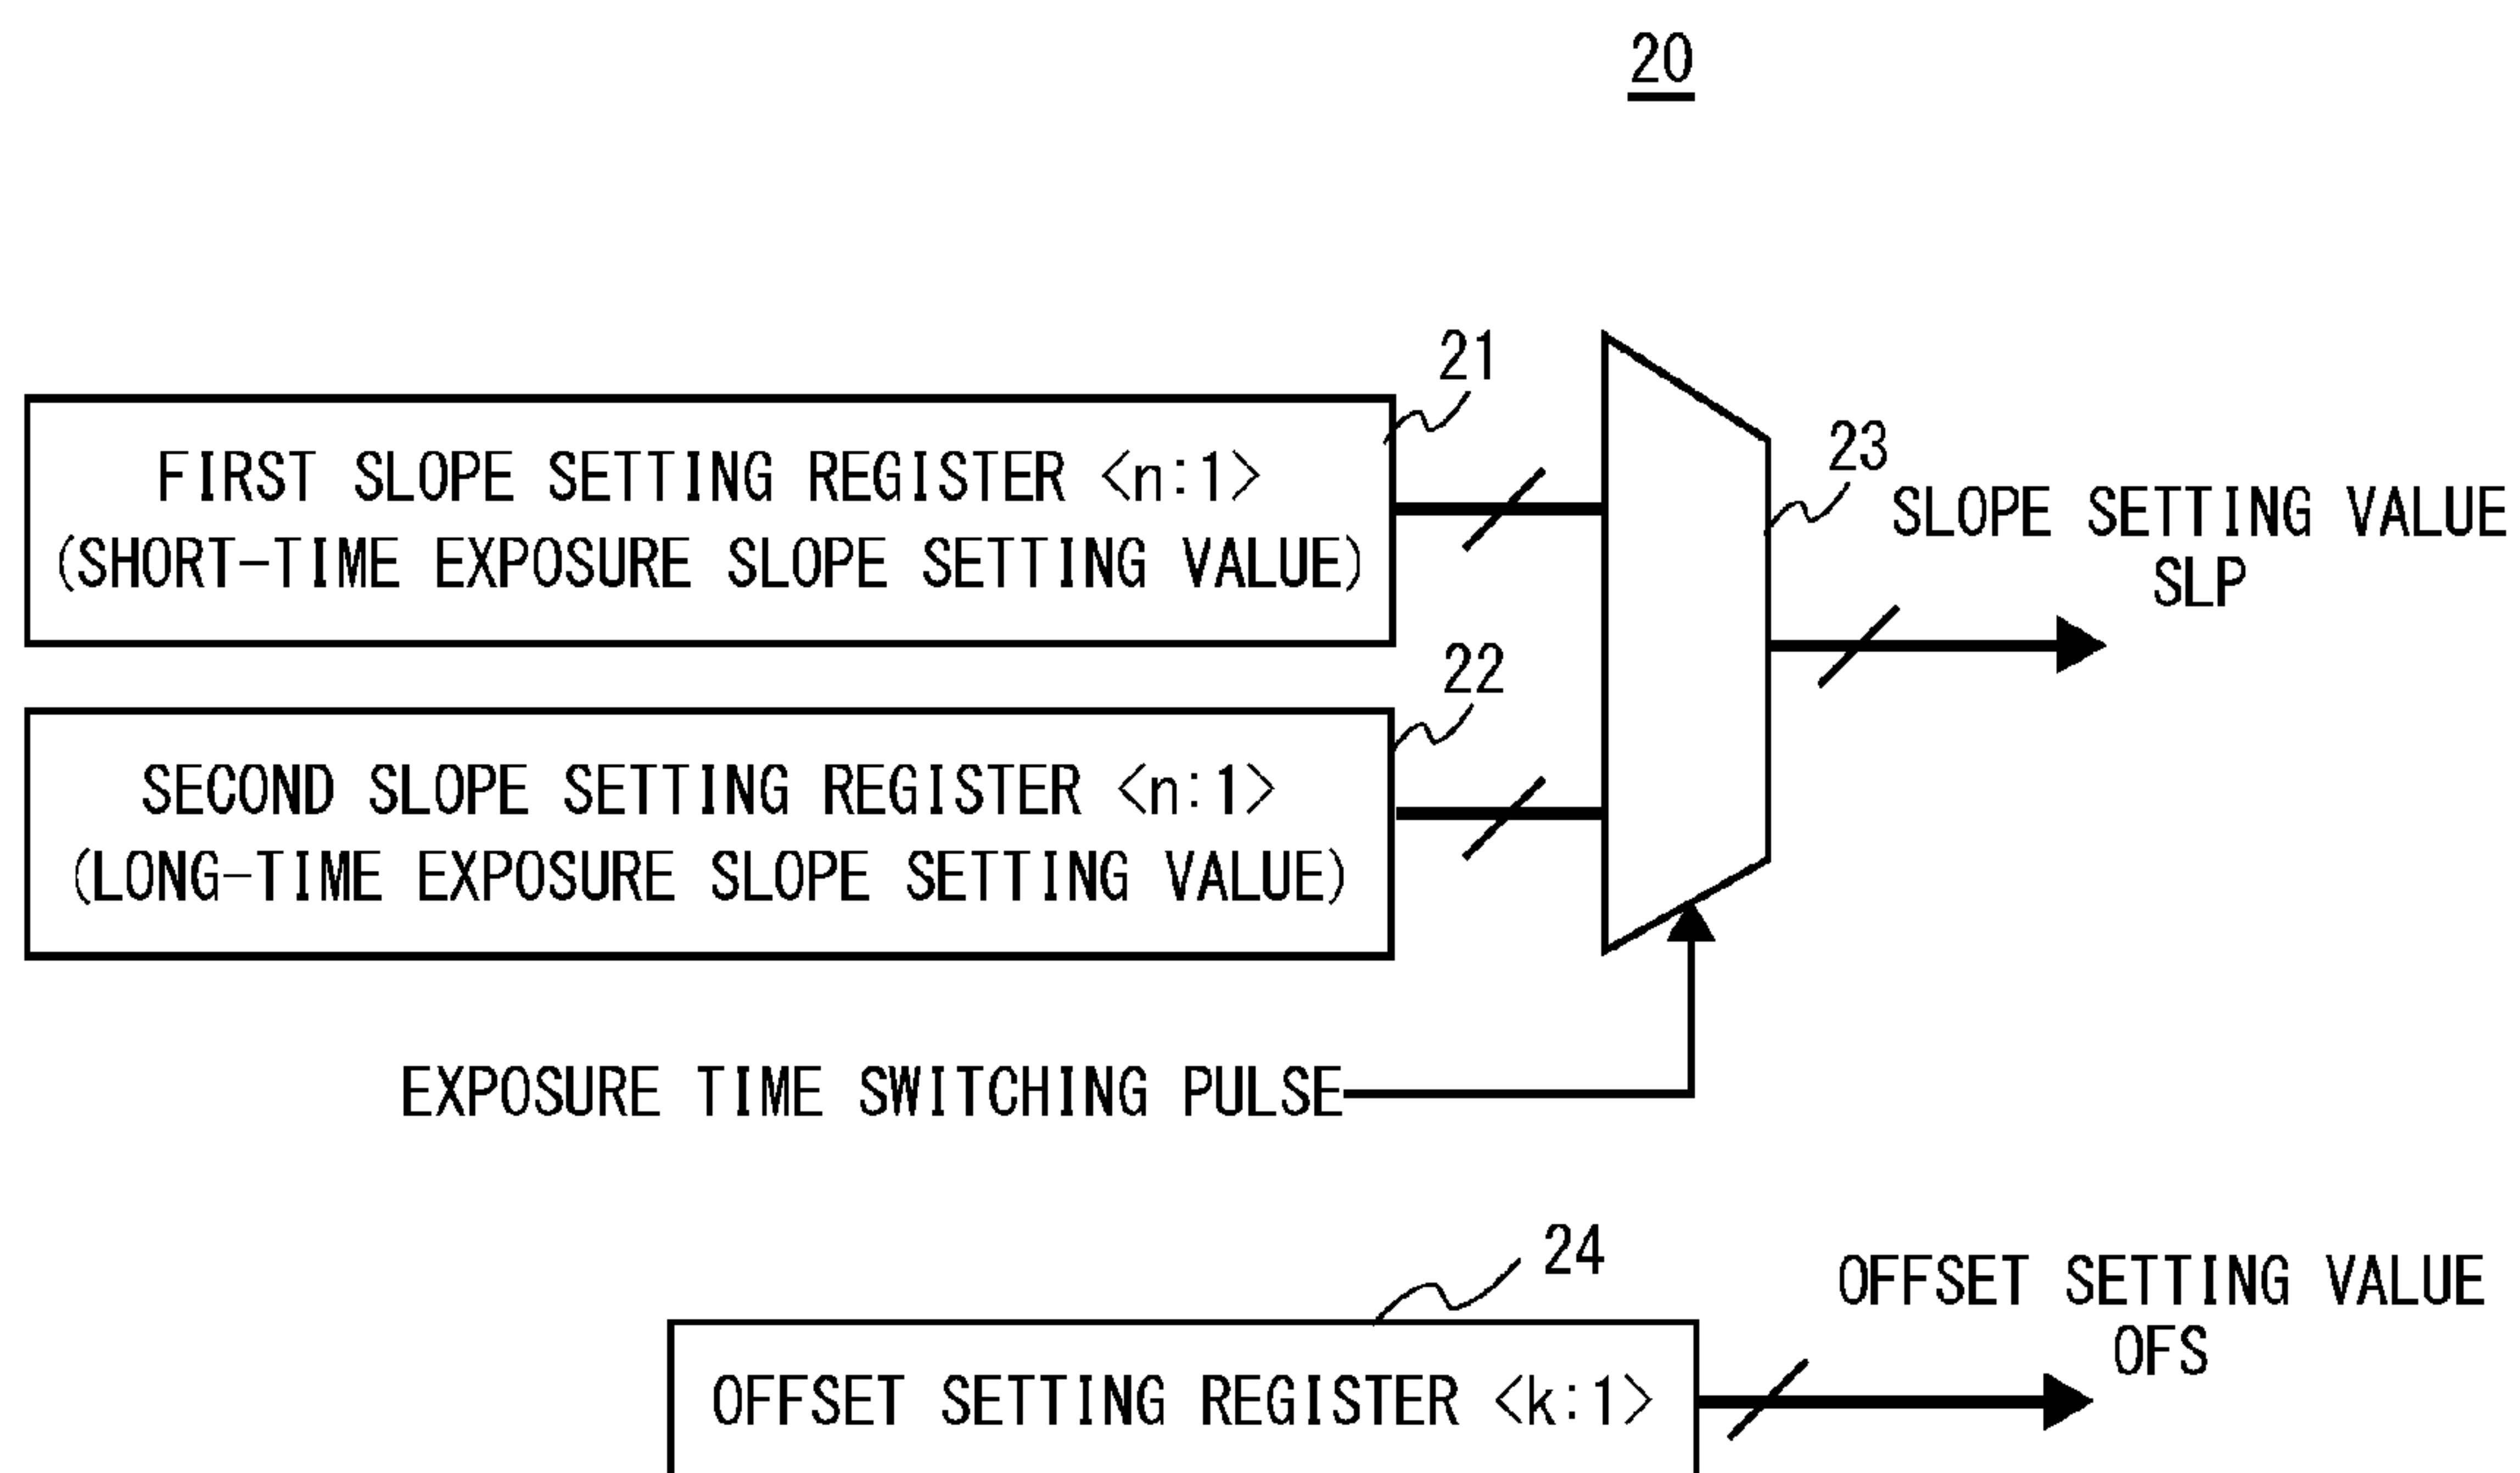 20
21
FIRST SLOPE SETTING REGISTER <n:1>
(SHORT-TIME EXPOSURE SLOPE SETTING VALUE)
23
SLOPE SETTING VALUE
SLP
22
SECOND SLOPE SETTING REGISTER <n:1>
(LONG-TIME EXPOSURE SLOPE SETTING VALUE)
EXPOSURE TIME SWITCHING PULSE
24
OFFSET SETTING REGISTER <k:1>
OFFSET SETTING VALUE
OFS